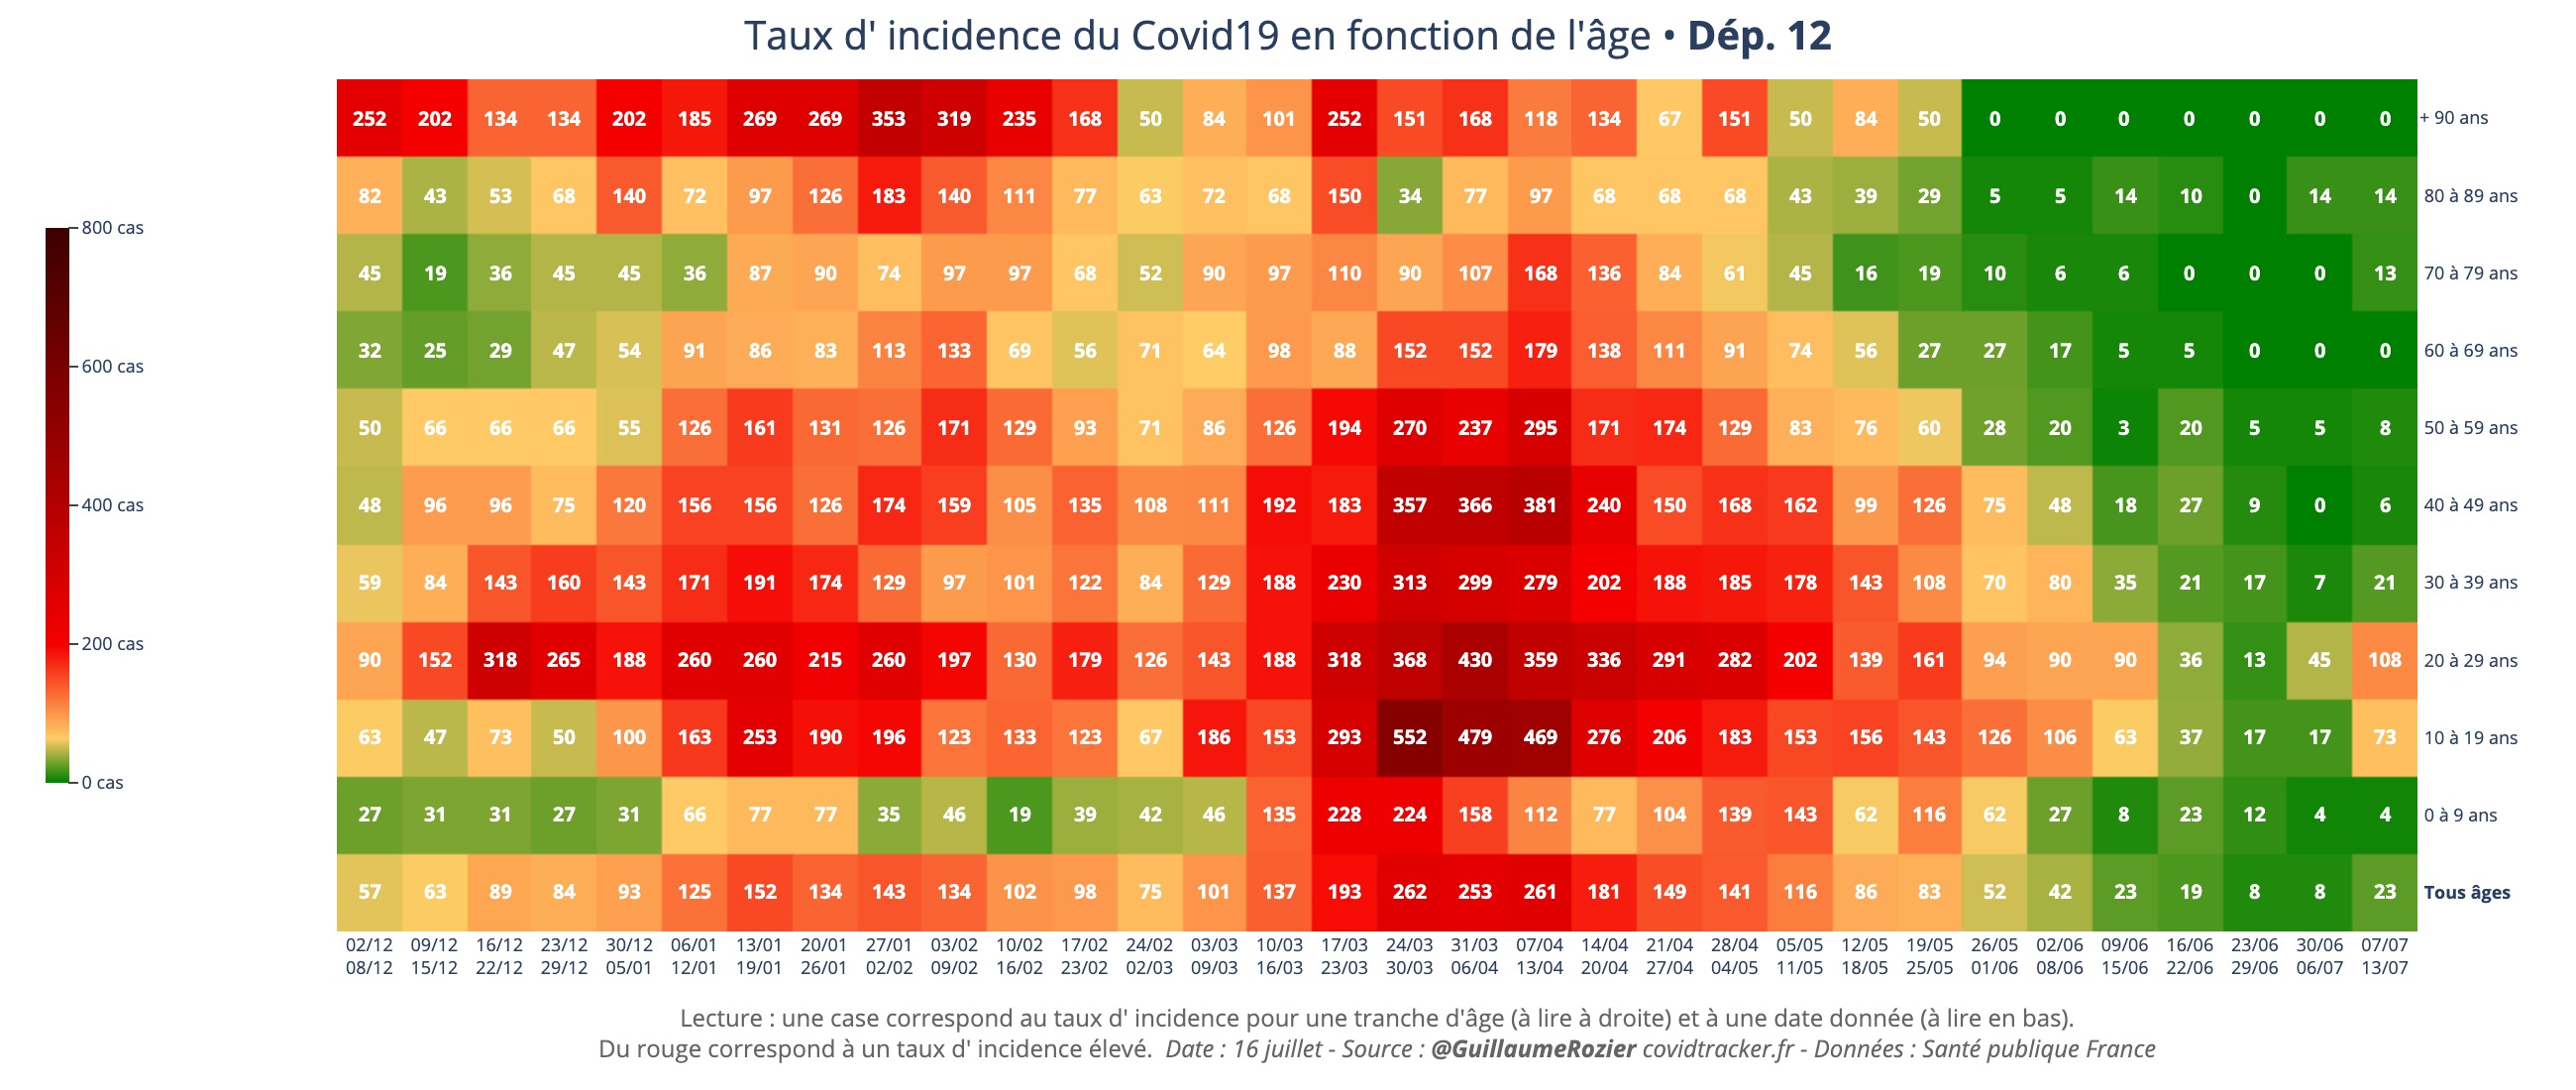 Taux d' incidence du Covid19 en fonction de l'âge • Dép. 12
252 202 134 134 202 185 269 269 353 319 235 168 50 84 101 252 151 168 118 134 67 151 50 84 50 0 0 0 0 0 0 0 + 90 ans
82 43 53 68 140 72 97 126 183 140 111 77 63 72 68 150 34 77 97 68 68 68 43 39 29 5 5 14 10 0 14 14 80 à 89 ans
45 19 36 45 45 36 87 90 74 97 97 68 52 90 97 110 90 107 168 136 84 61 45 16 19 10 6 6 0 0 0 13 70 à 79 ans
32 25 29 47 54 91 86 83 113 133 69 56 71 64 98 88 152 152 179 138 111 91 74 56 27 27 17 5 5 0 0 0 60 à 69 ans
50 66 66 66 55 126 161 131 126 171 129 93 71 86 126 194 270 237 295 171 174 129 83 76 60 28 20 3 20 5 5 8 50 à 59 ans
48 96 96 75 120 156 156 126 174 159 105 135 108 111 192 183 357 366 381 240 150 168 162 99 126 75 48 18 27 9 0 6 40 à 49 ans
59 84 143 160 143 171 191 174 129 97 101 122 84 129 188 230 313 299 279 202 188 185 178 143 108 70 80 35 21 17 7 21 30 à 39 ans
90 152 318 265 188 260 260 215 260 197 130 179 126 143 188 318 368 430 359 336 291 282 202 139 161 94 90 90 36 13 45 108 20 à 29 ans
63 47 73 50 100 163 253 190 196 123 133 123 67 186 153 293 552 479 469 276 206 183 153 156 143 126 106 63 37 17 17 73 10 à 19 ans
27 31 31 27 31 66 77 77 35 46 19 39 42 46 135 228 224 158 112 77 104 139 143 62 116 62 27 8 23 12 4 4 0 à 9 ans
57 63 89 84 93 125 152 134 143 134 102 98 75 101 137 193 262 253 261 181 149 141 116 86 83 52 42 23 19 8 8 23 Tous âges
02/12 09/12 16/12 23/12 30/12 06/01 13/01 20/01 27/01 03/02 10/02 17/02 24/02 03/03 10/03 17/03 24/03 31/03 07/04 14/04 21/04 28/04 05/05 12/05 19/05 26/05 02/06 09/06 16/06 23/06 30/06 07/07
08/12 15/12 22/12 29/12 05/01 12/01 19/01 26/01 02/02 09/02 16/02 23/02 02/03 09/03 16/03 23/03 30/03 06/04 13/04 20/04 27/04 04/05 11/05 18/05 25/05 01/06 08/06 15/06 22/06 29/06 06/07 13/07
800 cas
600 cas
400 cas
200 cas
0 cas
Lecture : une case correspond au taux d' incidence pour une tranche d'âge (à lire à droite) et à une date donnée (à lire en bas).
Du rouge correspond à un taux d' incidence élevé. Date : 16 juillet - Source : @GuillaumeRozier covidtracker.fr - Données : Santé publique France